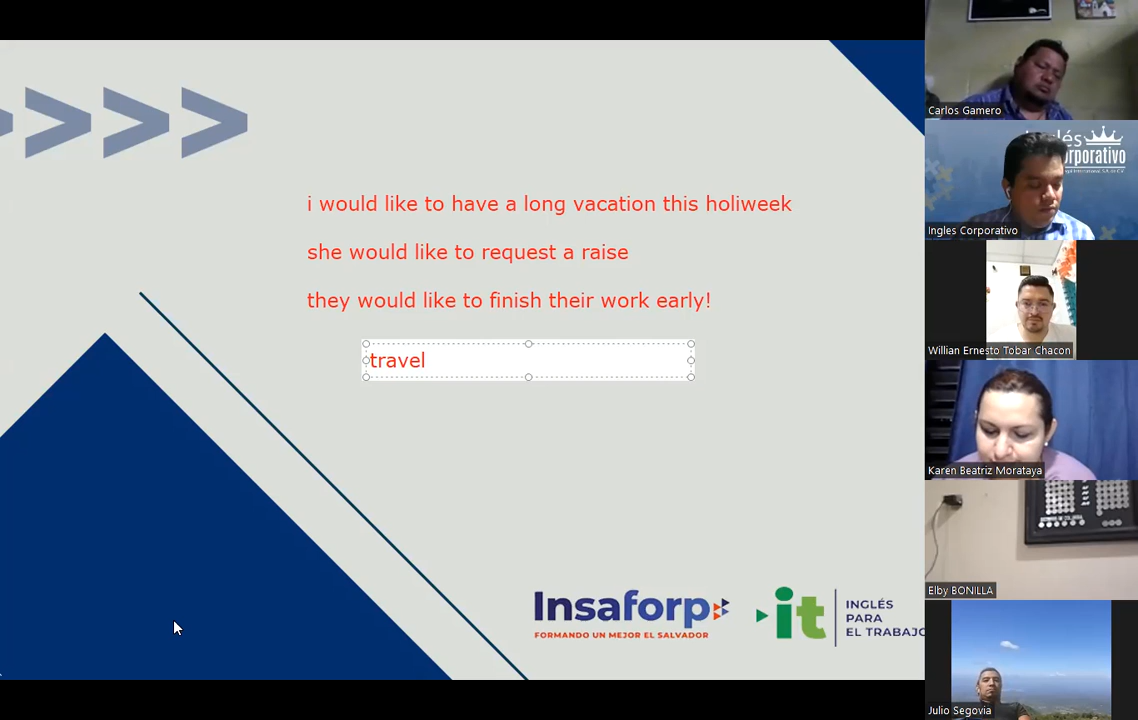 >>>>
i would like to have a long vacation this holiweek
she would like to request a raise
they would like to finish their work early!
travel
Insaforp
FORMANDO UN MEJOR EL SALVADOR
it
INGLÉS
PARA
EL TRABAJO
Carlos Gamero
Ingles Corporativo
Willian Ernesto Tobar Chacon
Karen Beatriz Morataya
Elby BONILLA
Julio Segovia